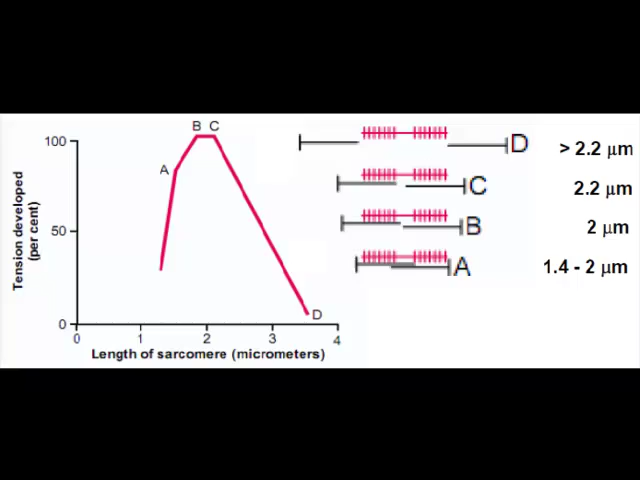 B C
100
A
Tension developed
(per cent)
50
0
D
0 1 2 3 4
Length of sarcomere (micrometers)
D > 2.2 μm
C 2.2 μm
B 2 μm
A 1.4 - 2 μm